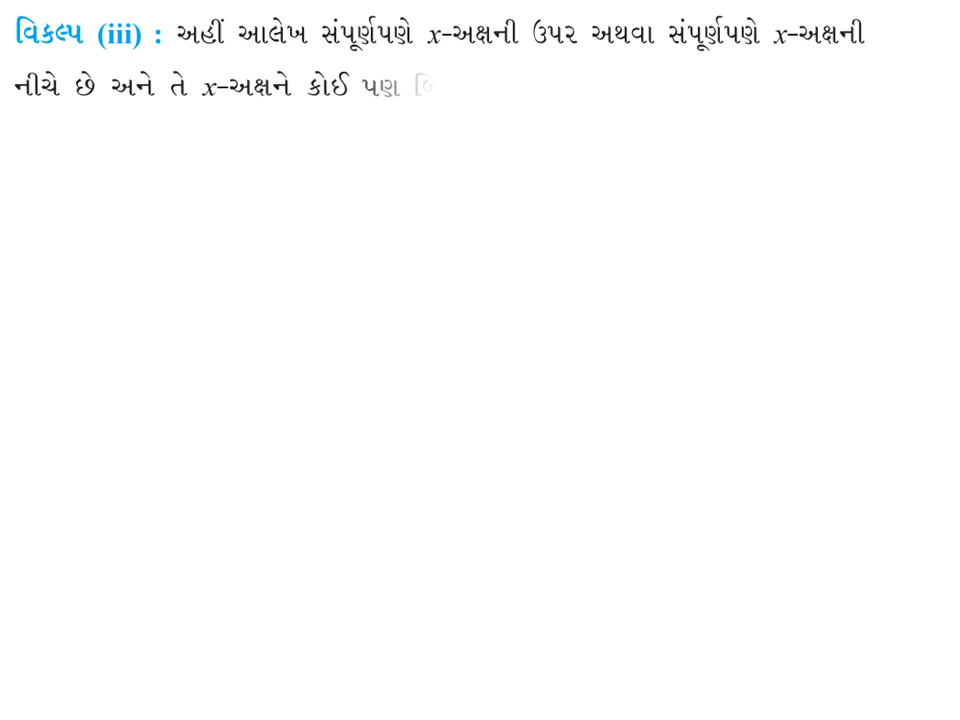 વિકલ્પ (iii) : અહીં આલેખ સંપૂર્ણપણે x-અક્ષની ઉપર અથવા સંપૂર્ણપણે x-અક્ષની
નીચે છે અને તે x-અક્ષને કોઈ પણ